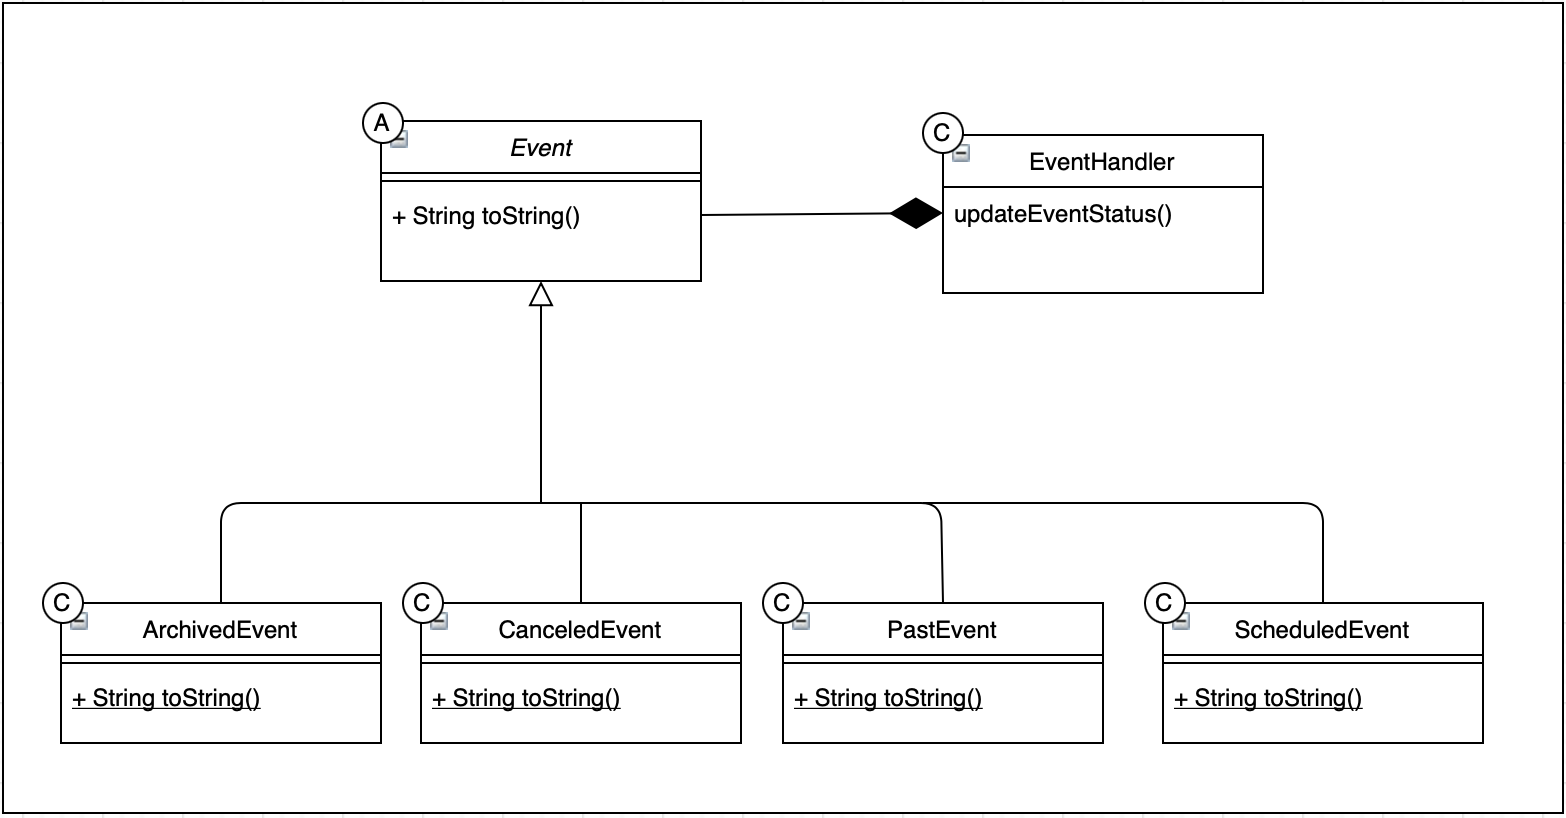 A
Event
+ String toString()
C
EventHandler
updateEventStatus()
C
ArchivedEvent
+ String toString()
C
CanceledEvent
+ String toString()
C
PastEvent
+ String toString()
C
ScheduledEvent
+ String toString()